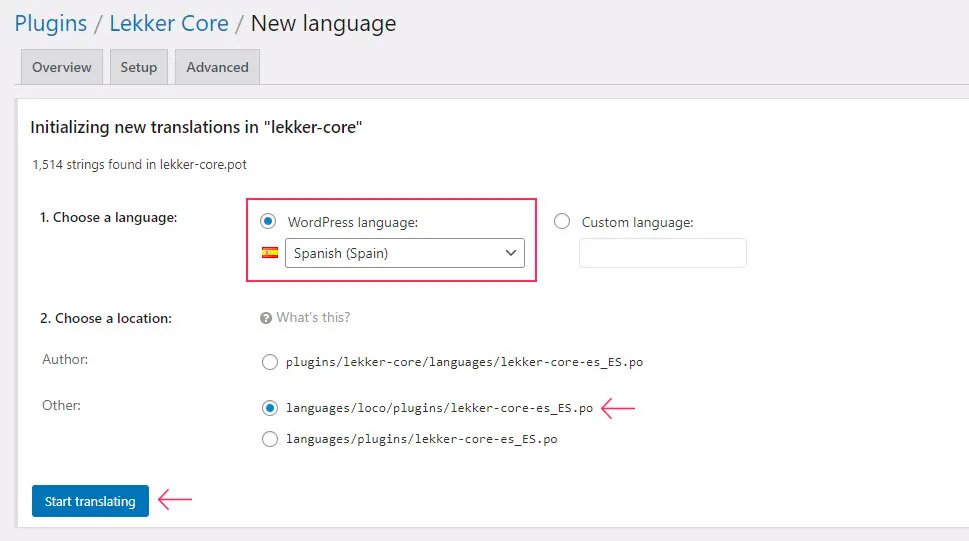 Plugins / Lekker Core / New language
Overview Setup Advanced
Initializing new translations in "lekker-core"
1,514 strings found in lekker-core.pot
1. Choose a language: WordPress language: Custom language:
Spanish (Spain)
2. Choose a location: ? What's this?
Author: plugins/lekker-core/languages/lekker-core-es_ES.po
Other: languages/loco/plugins/lekker-core-es_ES.po
languages/plugins/lekker-core-es_ES.po
Start translating